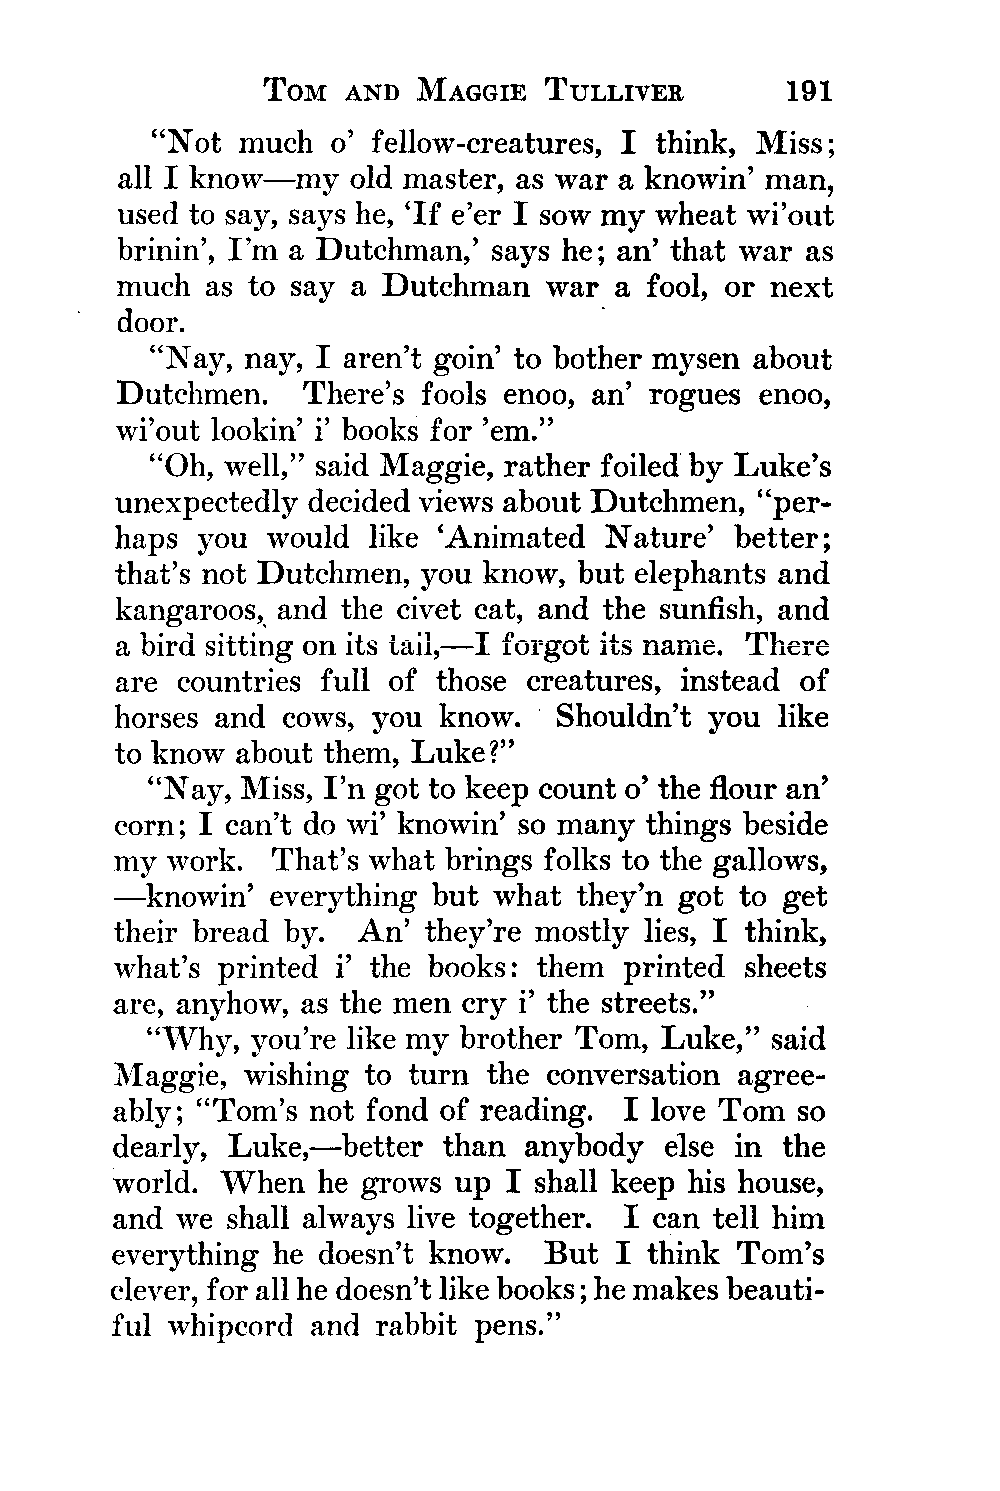 Tom and Maggie Tulliver 191
“Not much o’ fellow-creatures, I think, Miss;
all I know—my old master, as war a knowin’ man,
used to say, says he, ‘If e’er I sow my wheat wi’out
brinin’, I’m a Dutchman,’ says he; an’ that war as
much as to say a Dutchman war a fool, or next
door.
“Nay, nay, I aren’t goin’ to bother mysen about
Dutchmen. There’s fools enoo, an’ rogues enoo,
wi’out lookin’ i’ books for ’em.”
“Oh, well,” said Maggie, rather foiled by Luke’s
unexpectedly decided views about Dutchmen, “per-
haps you would like ‘Animated Nature’ better;
that’s not Dutchmen, you know, but elephants and
kangaroos, and the civet cat, and the sunfish, and
a bird sitting on its tail,—I forgot its name. There
are countries full of those creatures, instead of
horses and cows, you know. Shouldn’t you like
to know about them, Luke?”
“Nay, Miss, I’n got to keep count o’ the flour an’
corn; I can’t do wi’ knowin’ so many things beside
my work. That’s what brings folks to the gallows,
—knowin’ everything but what they’n got to get
their bread by. An’ they’re mostly lies, I think,
what’s printed i’ the books: them printed sheets
are, anyhow, as the men cry i’ the streets.”
“Why, you’re like my brother Tom, Luke,” said
Maggie, wishing to turn the conversation agree-
ably; “Tom’s not fond of reading. I love Tom so
dearly, Luke,—better than anybody else in the
world. When he grows up I shall keep his house,
and we shall always live together. I can tell him
everything he doesn’t know. But I think Tom’s
clever, for all he doesn’t like books; he makes beauti-
ful whipcord and rabbit pens.”